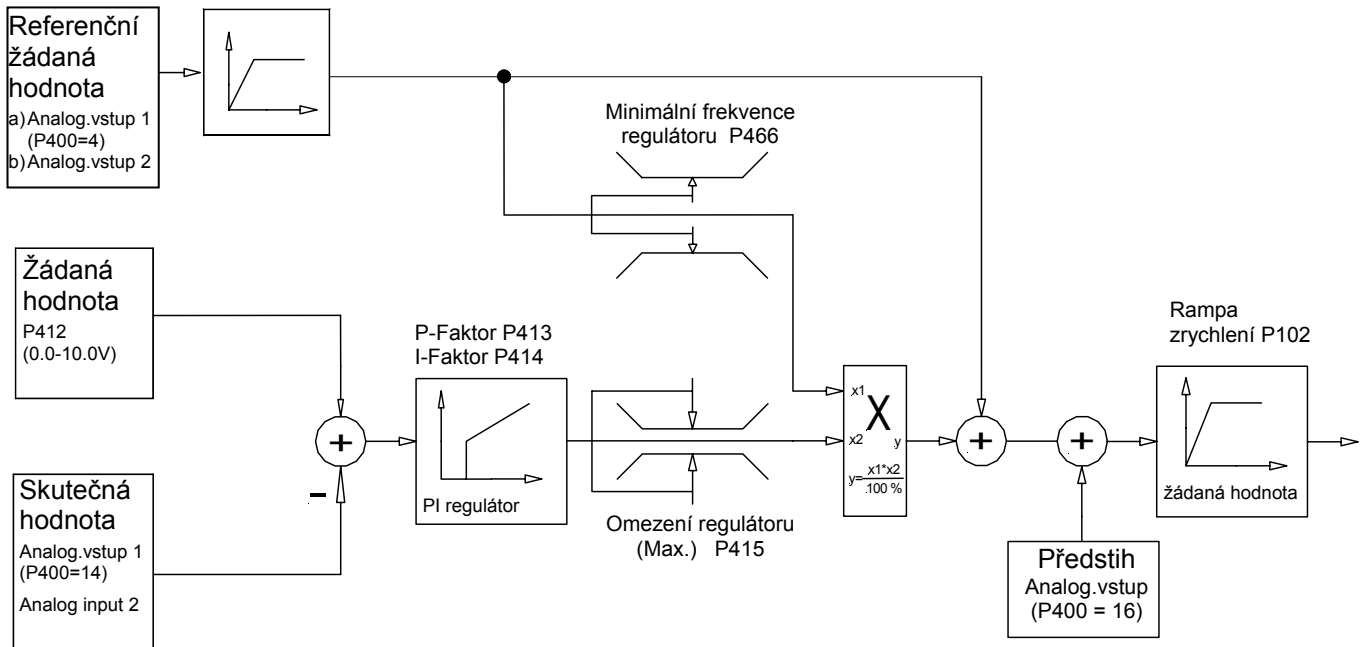 Referenční
žádaná
hodnota
a)Analog.vstup 1
(P400=4)
b)Analog.vstup 2
Minimální frekvence
regulátoru P466
Žádaná
hodnota
P412
(0.0-10.0V)
P-Faktor P413
I-Faktor P414
Rampa
zrychlení P102
+
-
PI regulátor
x1
x2
X
y
y=x1*x2
100 %
+
+
žádaná hodnota
Skutečná
hodnota
Analog.vstup 1
(P400=14)
Analog input 2
Omezení regulátoru
(Max.) P415
Předstih
Analog.vstup
(P400 = 16)